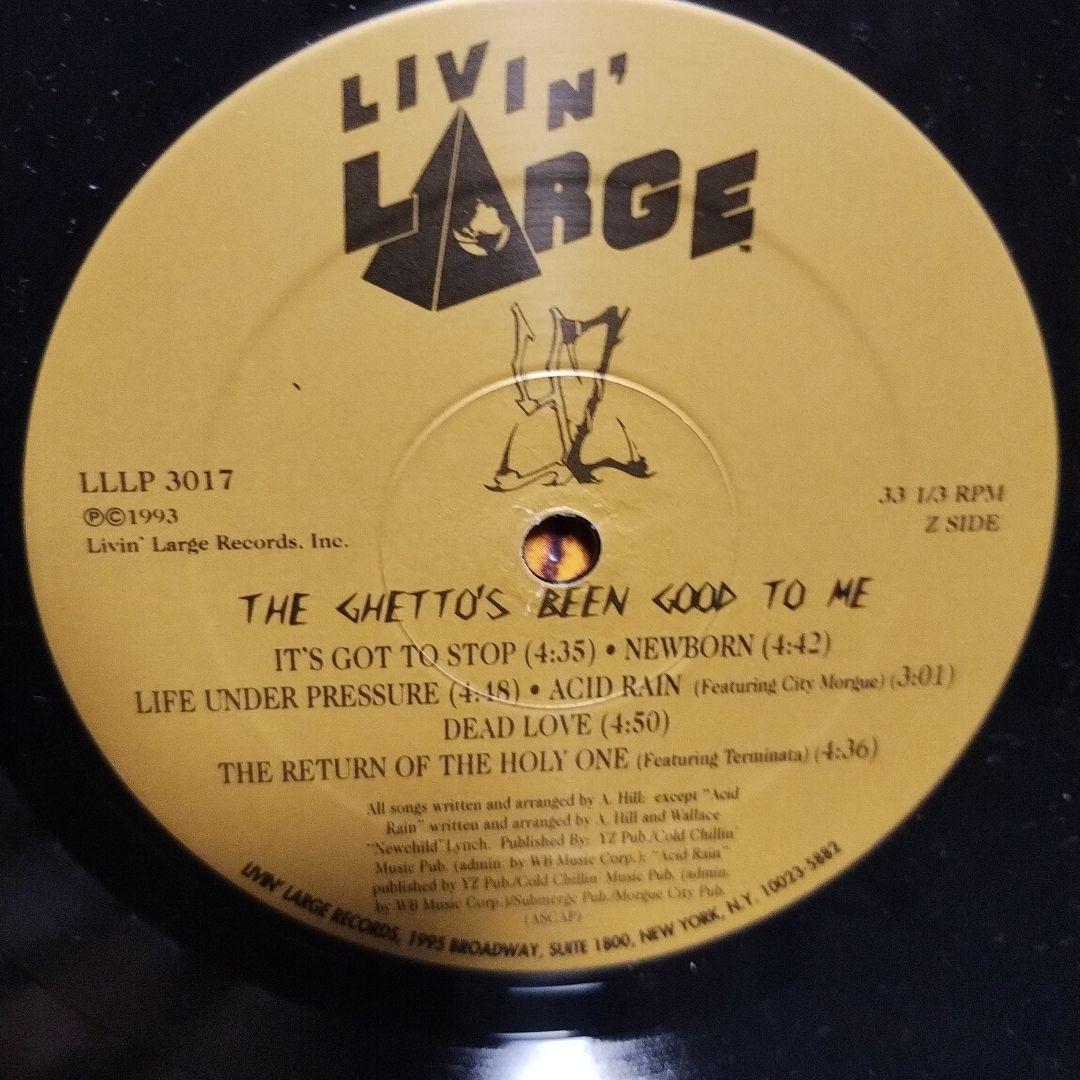 LIVIN'
LARGE™
YZ
LLLP 3017
℗©1993
Livin' Large Records, Inc.
33 1/3 RPM
Z SIDE
THE GHETTO'S BEEN GOOD TO ME
IT'S GOT TO STOP (4:35) • NEWBORN (4:42)
LIFE UNDER PRESSURE (4:48) • ACID RAIN (Featuring City Morgue) (3:01)
DEAD LOVE (4:50)
THE RETURN OF THE HOLY ONE (Featuring Terminata) (4:36)
All songs written and arranged by A. Hill: except "Acid
Rain" written and arranged by A. Hill and Wallace
"Newchild" Lynch. Published By: YZ Pub./Cold Chillin'
Music Pub. (admin. by WB Music Corp.); "Acid Rain"
published by YZ Pub./Cold Chillin' Music Pub. (admin.
by WB Music Corp.)/Submerge Pub./Morgue City Pub.
(ASCAP)
LIVIN' LARGE RECORDS, 1995 BROADWAY, SUITE 1800, NEW YORK, N.Y. 10023-5882